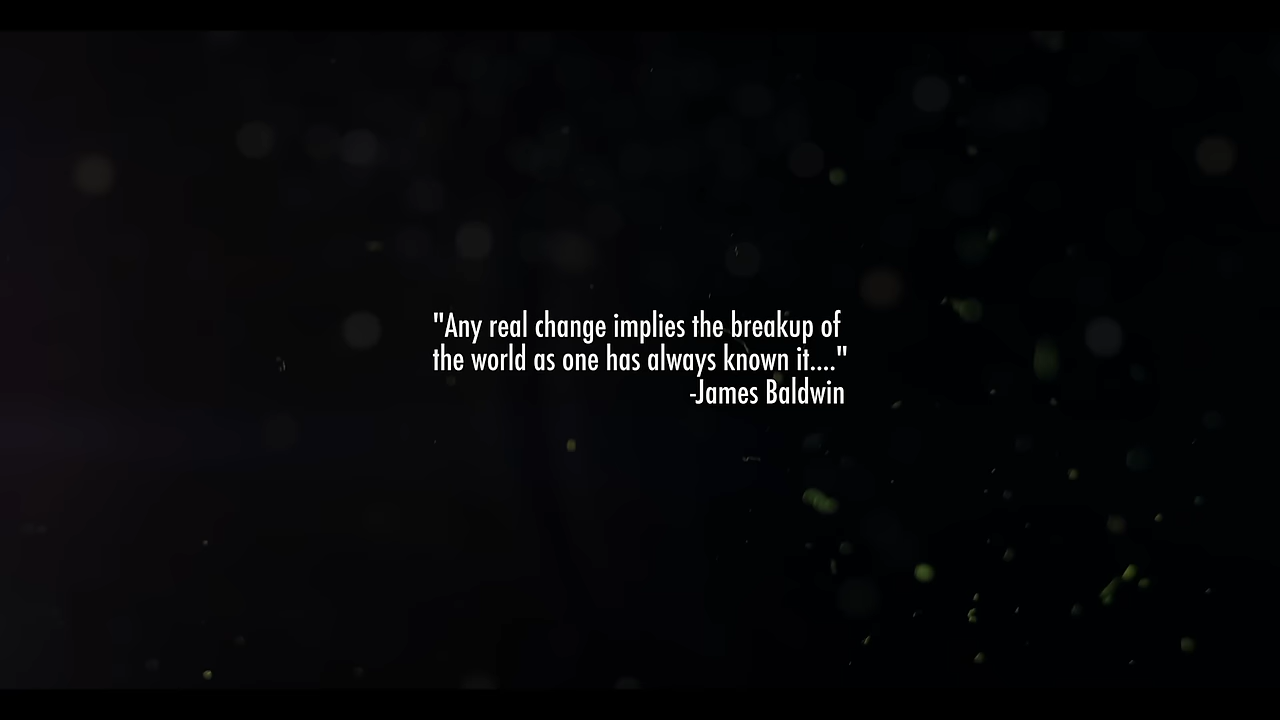 "Any real change implies the breakup of
the world as one has always known it...."
-James Baldwin